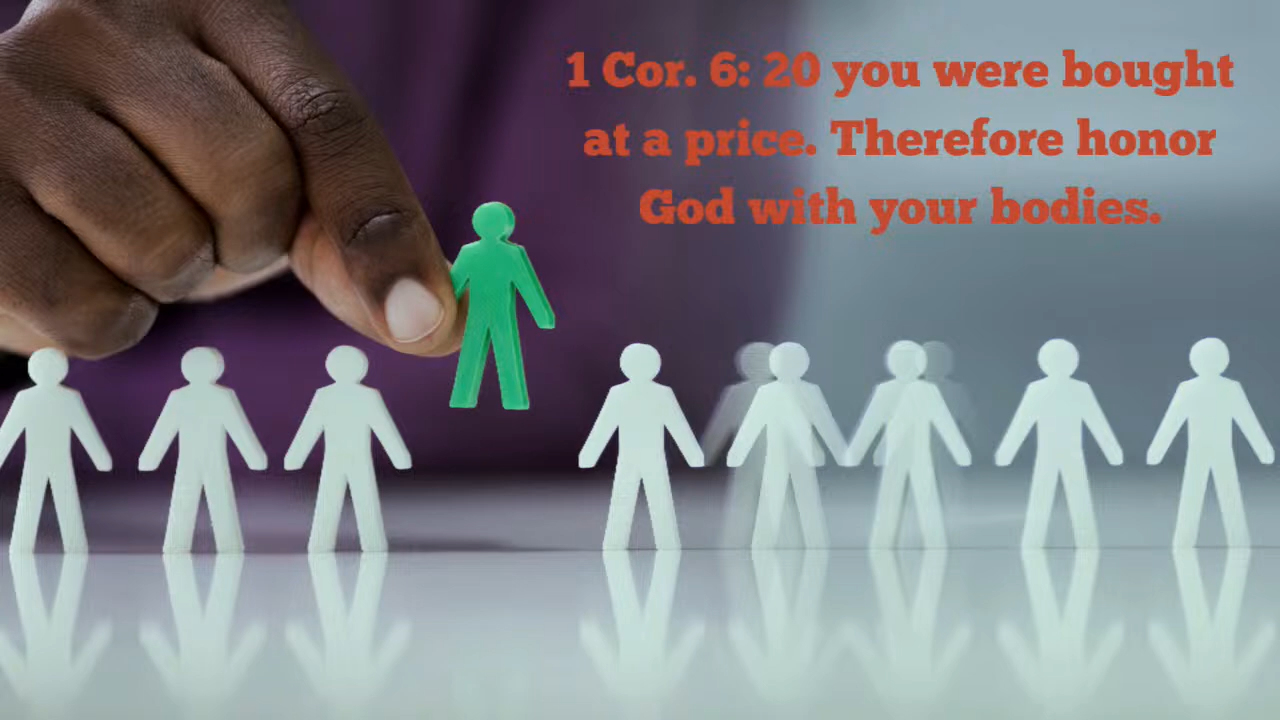 1 Cor. 6: 20 you were bought
at a price. Therefore honor
God with your bodies.